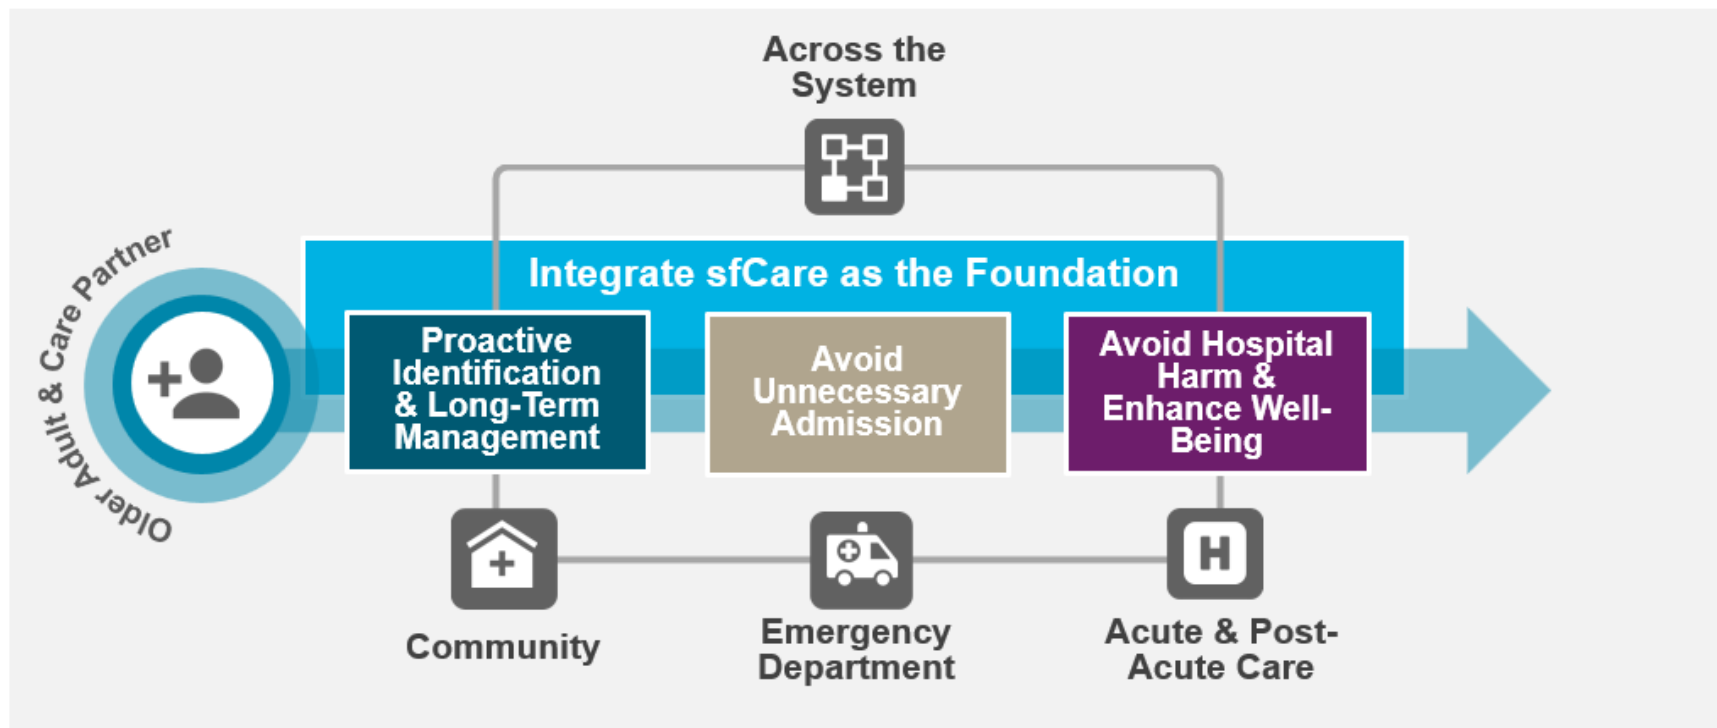 Across the
System
Older Adult & Care Partner
Integrate sfCare as the Foundation
Proactive
Identification
& Long-Term
Management
Avoid
Unnecessary
Admission
Avoid Hospital
Harm &
Enhance Well-
Being
H
Community
Emergency
Department
Acute & Post-
Acute Care